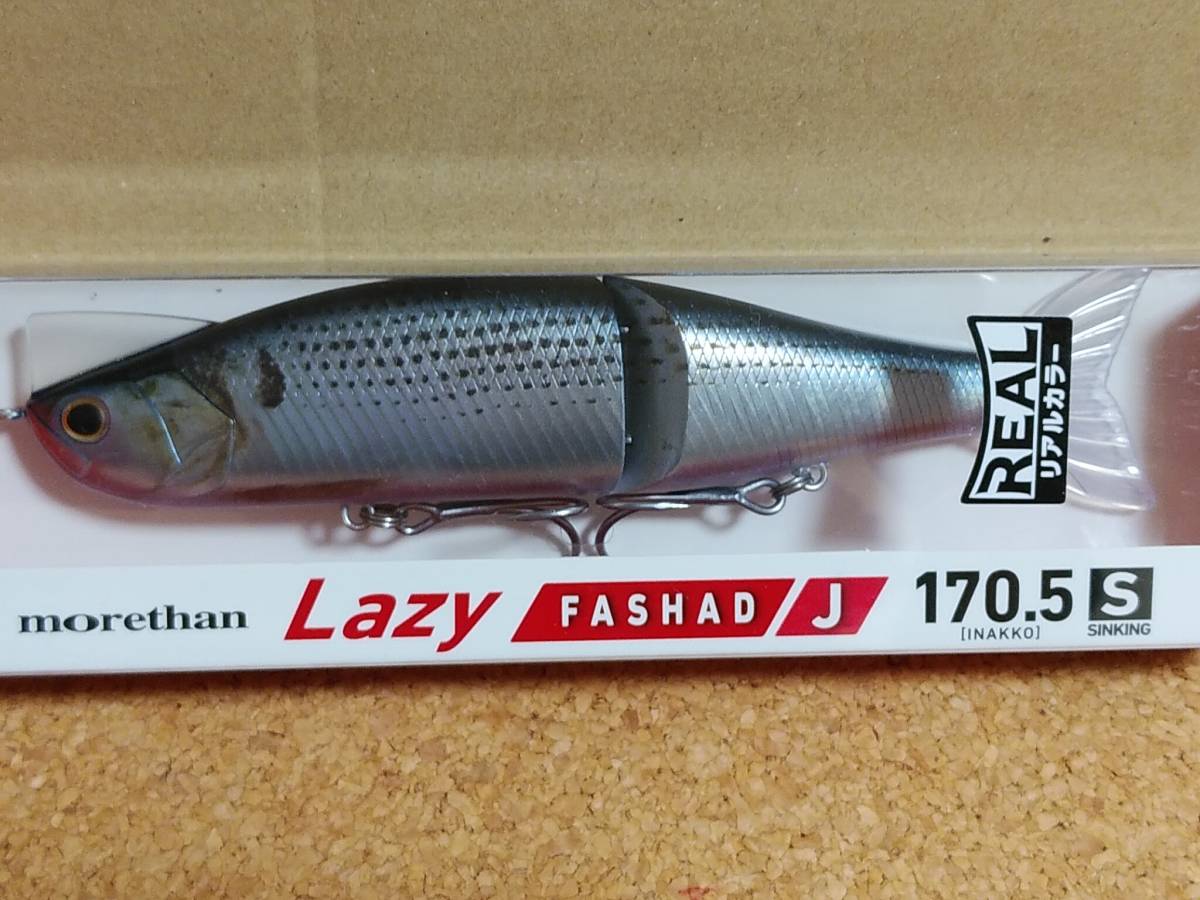 REAL
リアルカラー
morethan
Lazy FASHAD J
170.5
[INAKKO]
S
SINKING